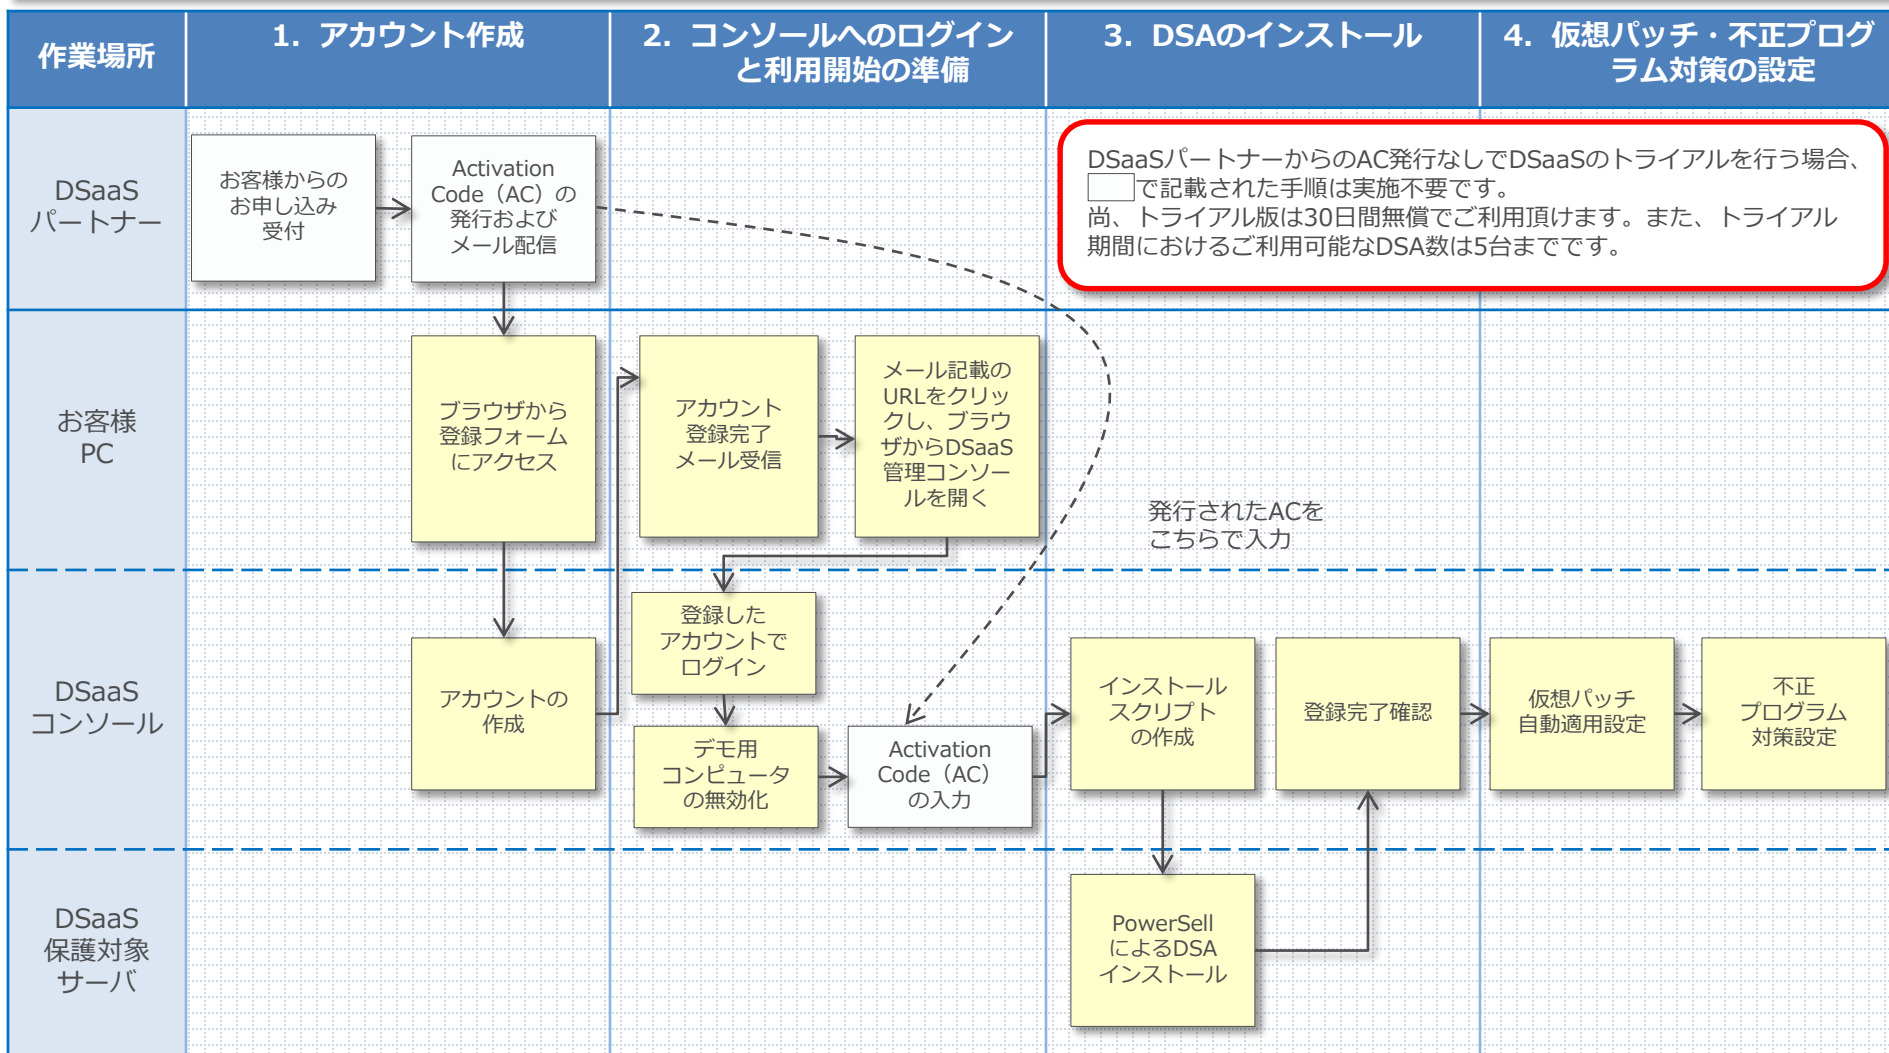 作業場所
1. アカウント作成
2. コンソールへのログイン
と利用開始の準備
3. DSAのインストール
4. 仮想パッチ・不正プログ
ラム対策の設定
DSaaS
パートナー
お客様からの
お申し込み
受付
Activation
Code（AC）の
発行および
メール配信
DSaaSパートナーからのAC発行なしでDSaaSのトライアルを行う場合、
で記載された手順は実施不要です。
尚、トライアル版は30日間無償でご利用頂けます。また、トライアル
期間におけるご利用可能なDSA数は5台までです。
お客様
PC
ブラウザから
登録フォーム
にアクセス
アカウント
登録完了
メール受信
メール記載の
URLをクリッ
クし、ブラウ
ザからDSaaS
管理コンソー
ルを開く
発行されたACを
こちらで入力
DSaaS
コンソール
アカウントの
作成
登録した
アカウントで
ログイン
デモ用
コンピュータ
の無効化
Activation
Code（AC）
の入力
インストール
スクリプト
の作成
登録完了確認
仮想パッチ
自動適用設定
不正
プログラム
対策設定
DSaaS
保護対象
サーバ
PowerSell
によるDSA
インストール